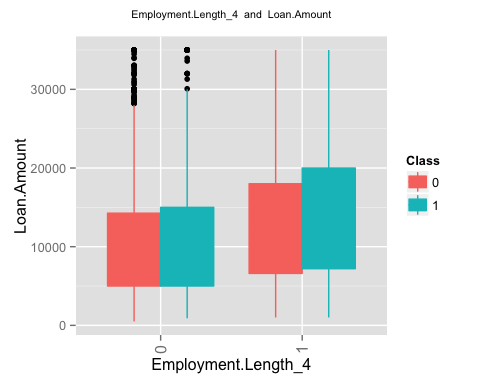 Employment.Length_4 and Loan.Amount
Loan.Amount
30000
20000
10000
0
0
1
Employment.Length_4
Class
0
1